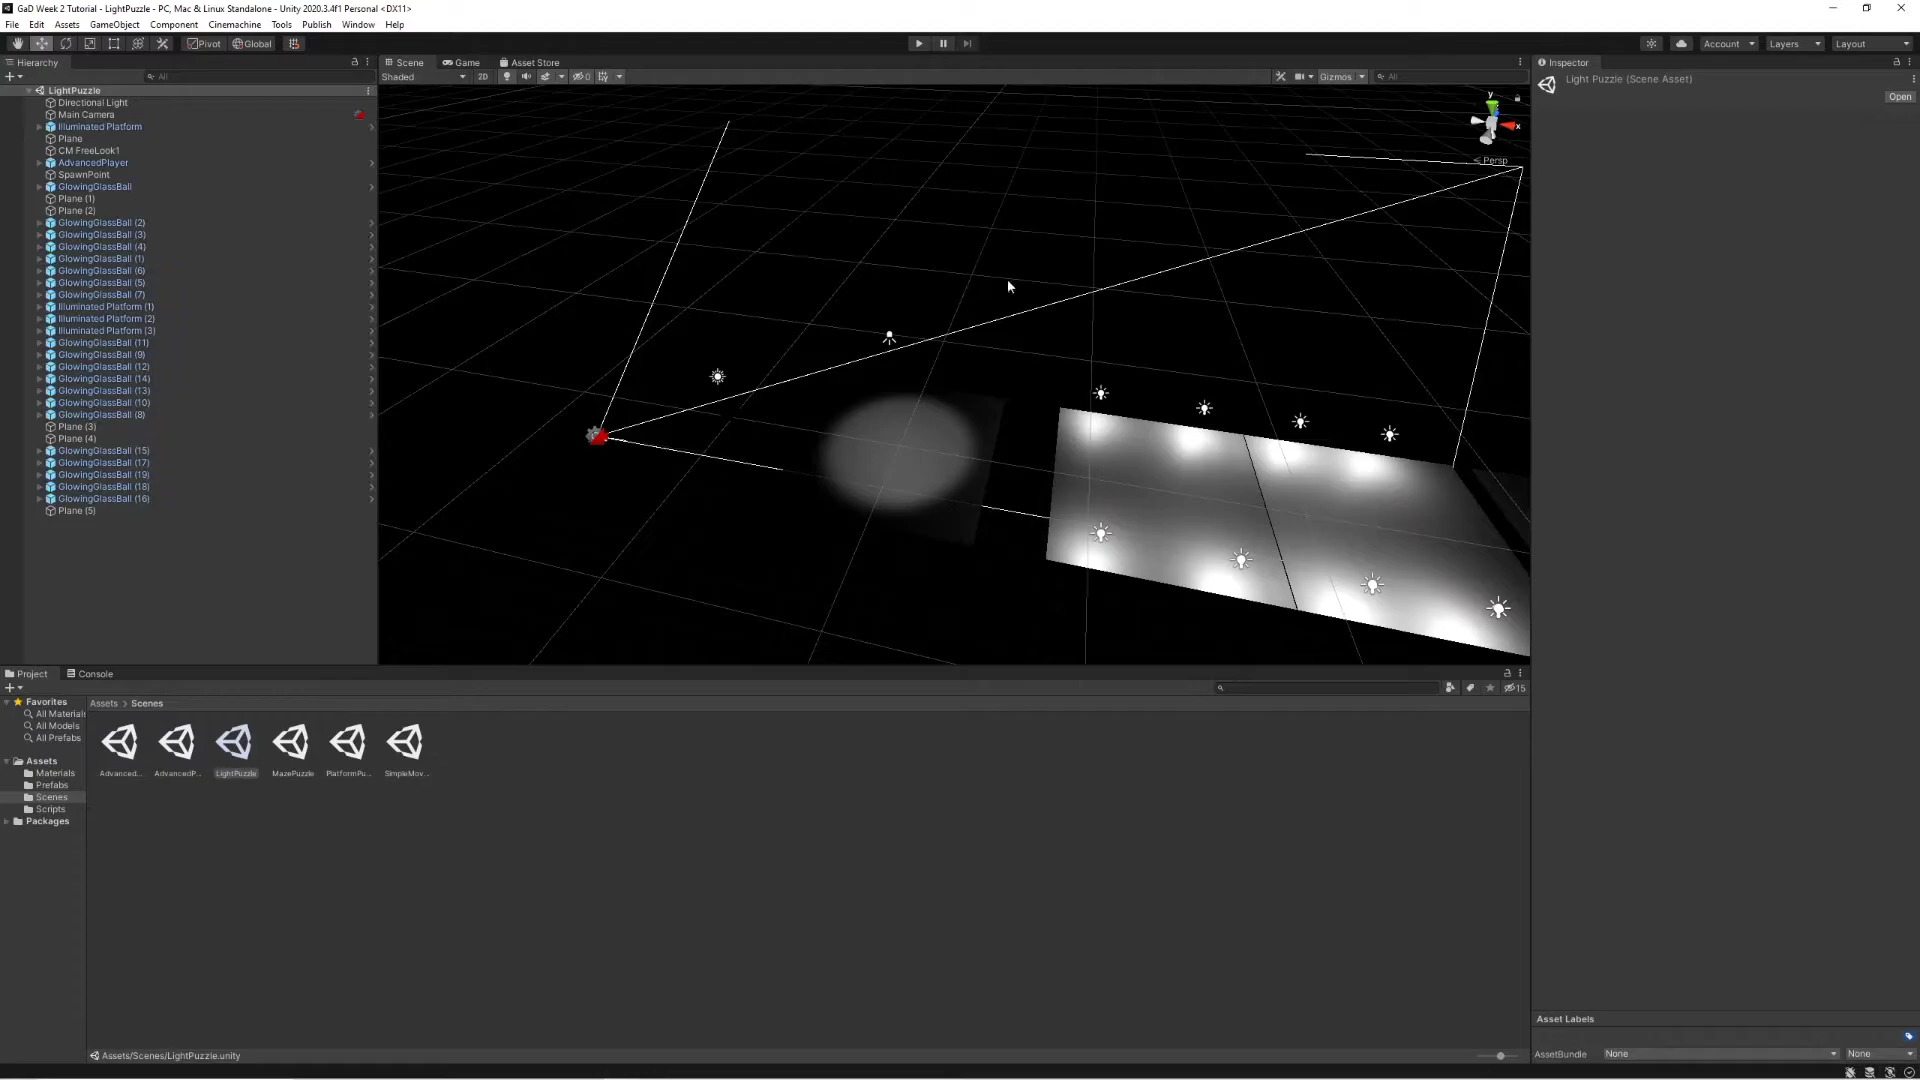 GaD Week 2 Tutorial - LightPuzzle - PC, Mac & Linux Standalone - Unity 2020.3.4f1 Personal <DX11>
File Edit Assets GameObject Component Cinemachine Tools Publish Window Help
Pivot Global Account Layers Layout
Hierarchy
All
LightPuzzle
Directional Light
Main Camera
Illuminated Platform
Plane
CM FreeLook1
AdvancedPlayer
SpawnPoint
GlowingGlassBall
Plane (1)
Plane (2)
GlowingGlassBall (2)
GlowingGlassBall (3)
GlowingGlassBall (4)
GlowingGlassBall (1)
GlowingGlassBall (6)
GlowingGlassBall (5)
GlowingGlassBall (7)
Illuminated Platform (1)
Illuminated Platform (2)
Illuminated Platform (3)
GlowingGlassBall (11)
GlowingGlassBall (9)
GlowingGlassBall (12)
GlowingGlassBall (14)
GlowingGlassBall (13)
GlowingGlassBall (10)
GlowingGlassBall (8)
Plane (3)
Plane (4)
GlowingGlassBall (15)
GlowingGlassBall (17)
GlowingGlassBall (19)
GlowingGlassBall (18)
GlowingGlassBall (16)
Plane (5)
Scene Game Asset Store
Shaded 2D 0 Gizmos All
y
x
< Persp
Inspector
Light Puzzle (Scene Asset)
Open
Project Console
15
Favorites
All Materials
All Models
All Prefabs
Assets
Materials
Prefabs
Scenes
Scripts
Packages
Assets > Scenes
Advanced... AdvancedP... LightPuzzle MazePuzzle PlatformPu... SimpleMov...
Assets/Scenes/LightPuzzle.unity
Asset Labels
AssetBundle None None